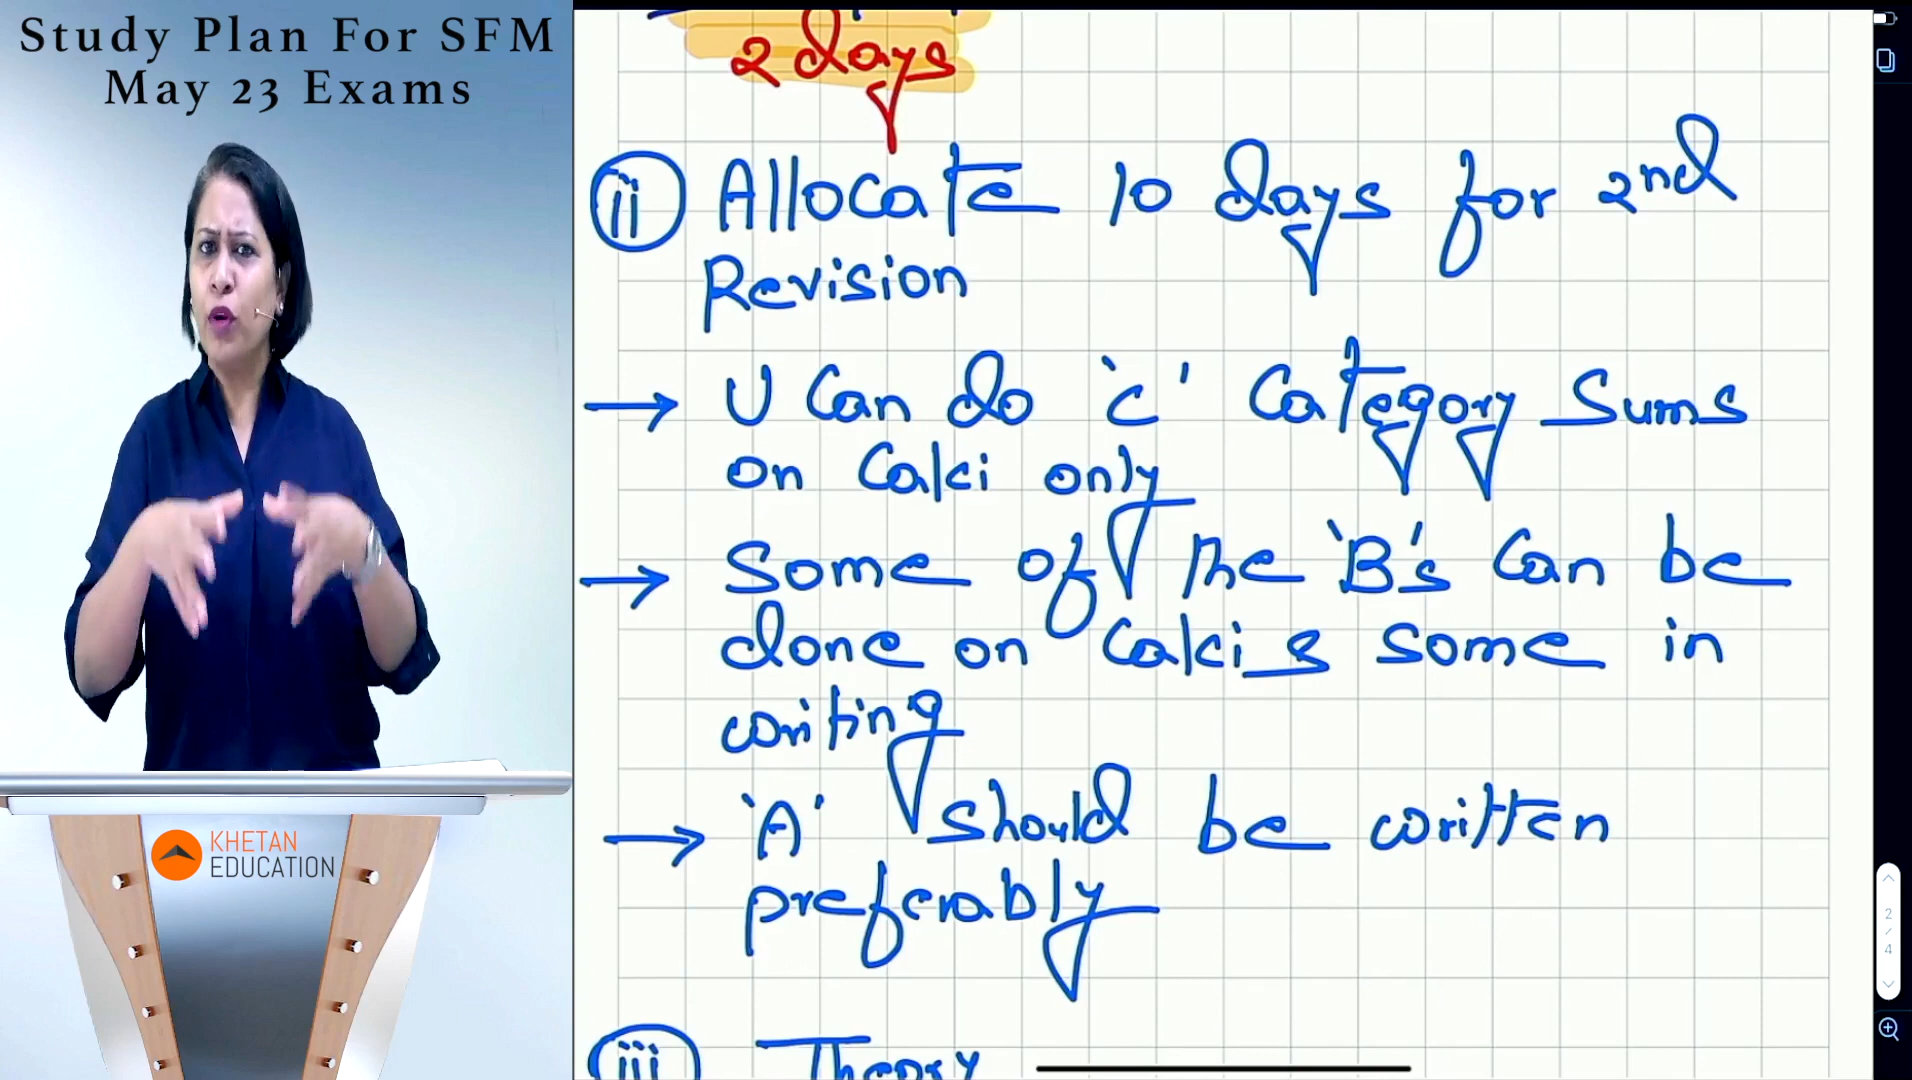 Study Plan For SFM
May 23 Exams
2 days
ii Allocate 10 days for 2nd
Revision
→ U Can do 'C' Category Sums
on Calci only
→ Some of the 'B's Can be
done on Calci & some in
writing
→ 'A' should be written
preferably
iii Theory
KHETAN
EDUCATION
2
/
4